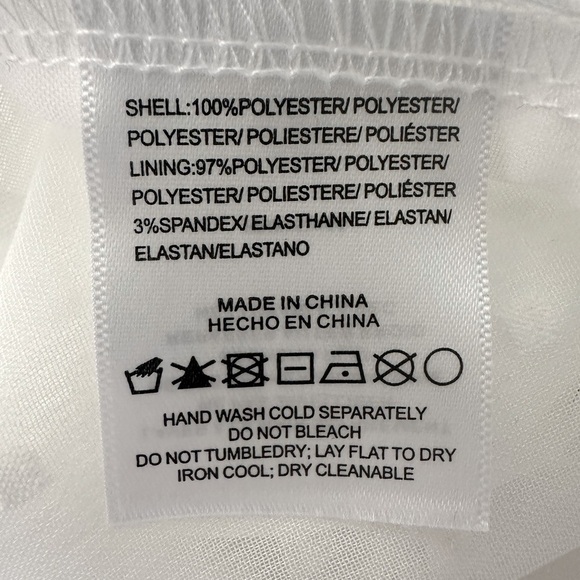 SHELL:100%POLYESTER/ POLYESTER/
POLYESTER/ POLIESTERE/ POLIÉSTER
LINING:97%POLYESTER/ POLYESTER/
POLYESTER/ POLIESTERE/ POLIÉSTER
3%SPANDEX/ ELASTHANNE/ ELASTAN/
ELASTAN/ELASTANO
MADE IN CHINA
HECHO EN CHINA
HAND WASH COLD SEPARATELY
DO NOT BLEACH
DO NOT TUMBLEDRY; LAY FLAT TO DRY
IRON COOL; DRY CLEANABLE